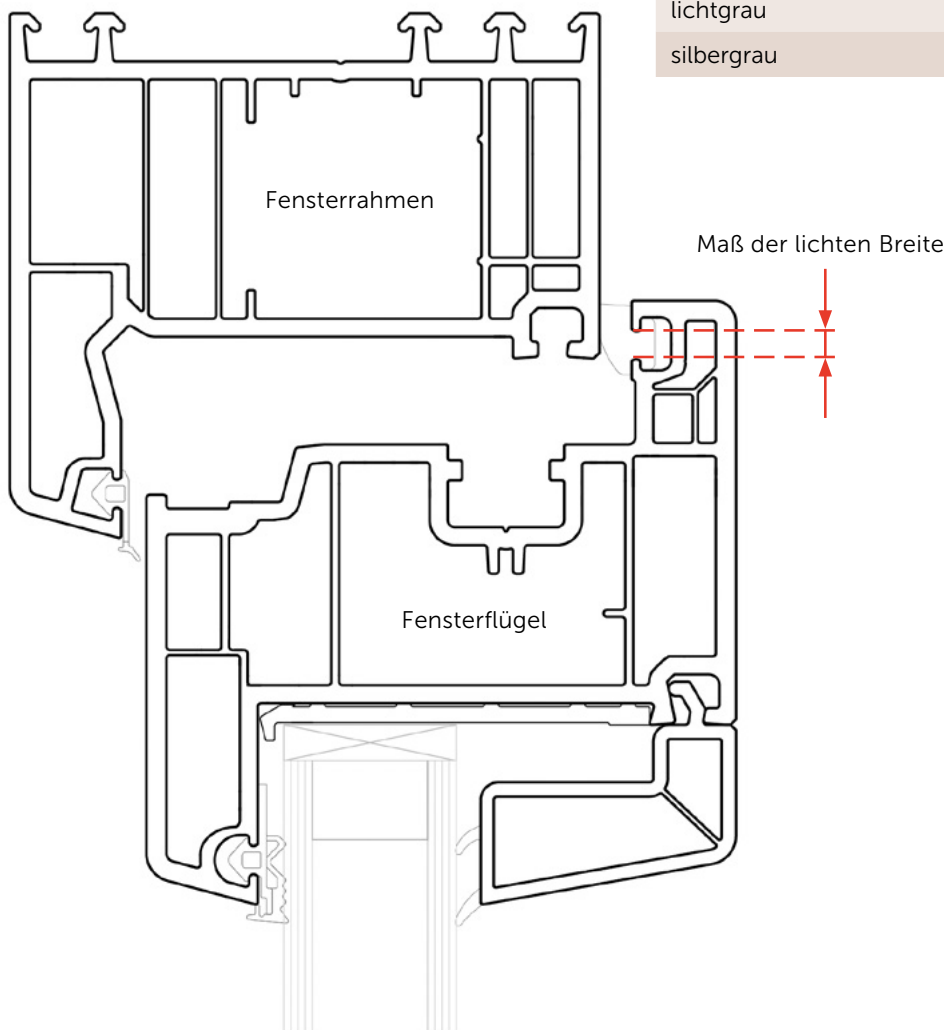 lichtgrau
silbergrau
Fensterrahmen
Maß der lichten Breite
Fensterflügel